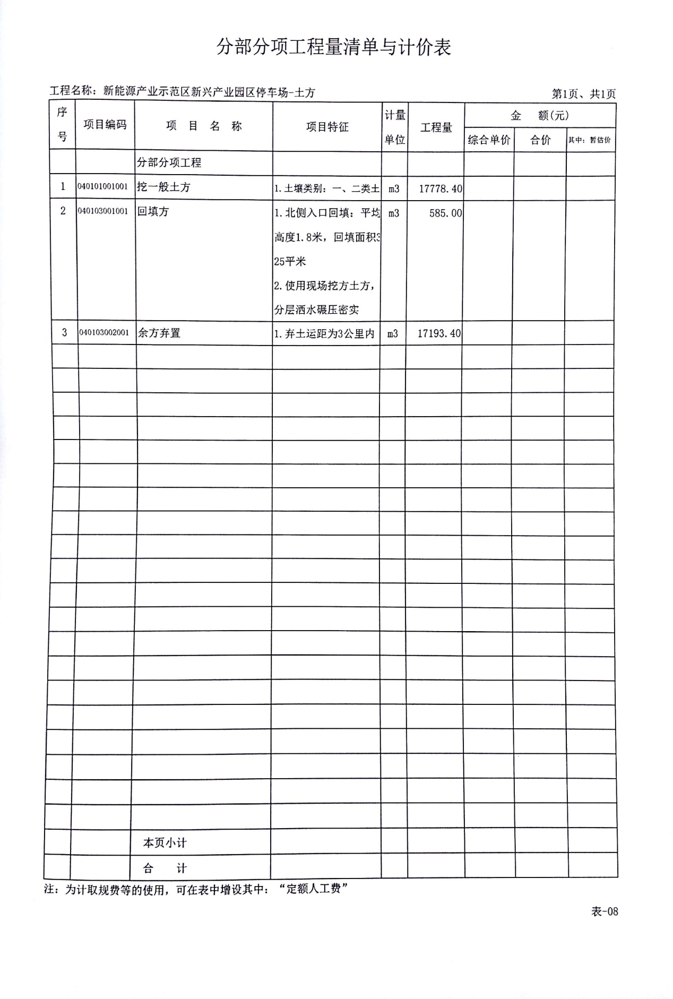 分部分项工程量清单与计价表
工程名称：新能源产业示范区新兴产业园区停车场-土方
第1页、共1页
序号 项目编码 项 目 名 称 项目特征 计量单位 工程量 金 额(元)
综合单价 合价 其中：暂估价
分部分项工程
1 040101001001 挖一般土方 1.土壤类别：一、二类土 m3 17778.40
2 040103001001 回填方 1.北侧入口回填：平均 m3 585.00
高度1.8米，回填面积3
25平米
2.使用现场挖方土方，
分层洒水碾压密实
3 040103002001 余方弃置 1.弃土运距为3公里内 m3 17193.40
本页小计
合 计
注：为计取规费等的使用，可在表中增设其中：“定额人工费”
表-08